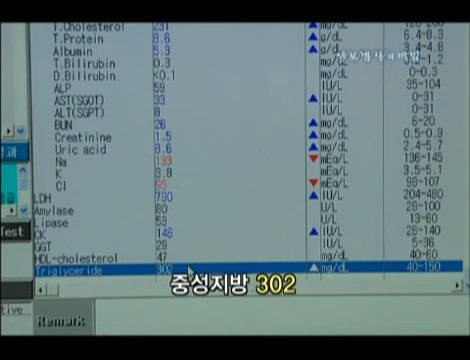 T.Cholesterol 231 ▲ mg/dL
T.Protein 8.6 ▲ g/dL 6.4-8.3
Albumin 5.3 ▲ g/dL 3.4-4.8
T.Bilirubin 0.3 mg/dL
D.Bilirubin <0.1 mg/dL 0-0.3
ALP 59 IU/L 35-104
AST(SGOT) 33 ▲ IU/L 0-31
ALT(SGPT) 8 IU/L 0-31
BUN 26 ▲ mg/dL 6-20
Creatinine 1.5 ▲ mg/dL 0.5-0.9
Uric acid 8.6 ▲ mg/dL 2.4-5.7
Na 133 ▼ mEq/L 136-145
K 3.8 mEq/L 3.5-5.1
Cl 95 ▼ mEq/L 98-107
LDH 790 ▲ IU/L 204-480
Amylase 80 U/L 28-100
Lipase 53 U/L 13-60
CK 146 ▲ IU/L 28-140
GGT 29 IU/L 5-36
HDL-cholesterol 47 mg/dL 40-60
Triglyceride 302 ▲ mg/dL 40-150
Test
중성지방 302
tive
Remark